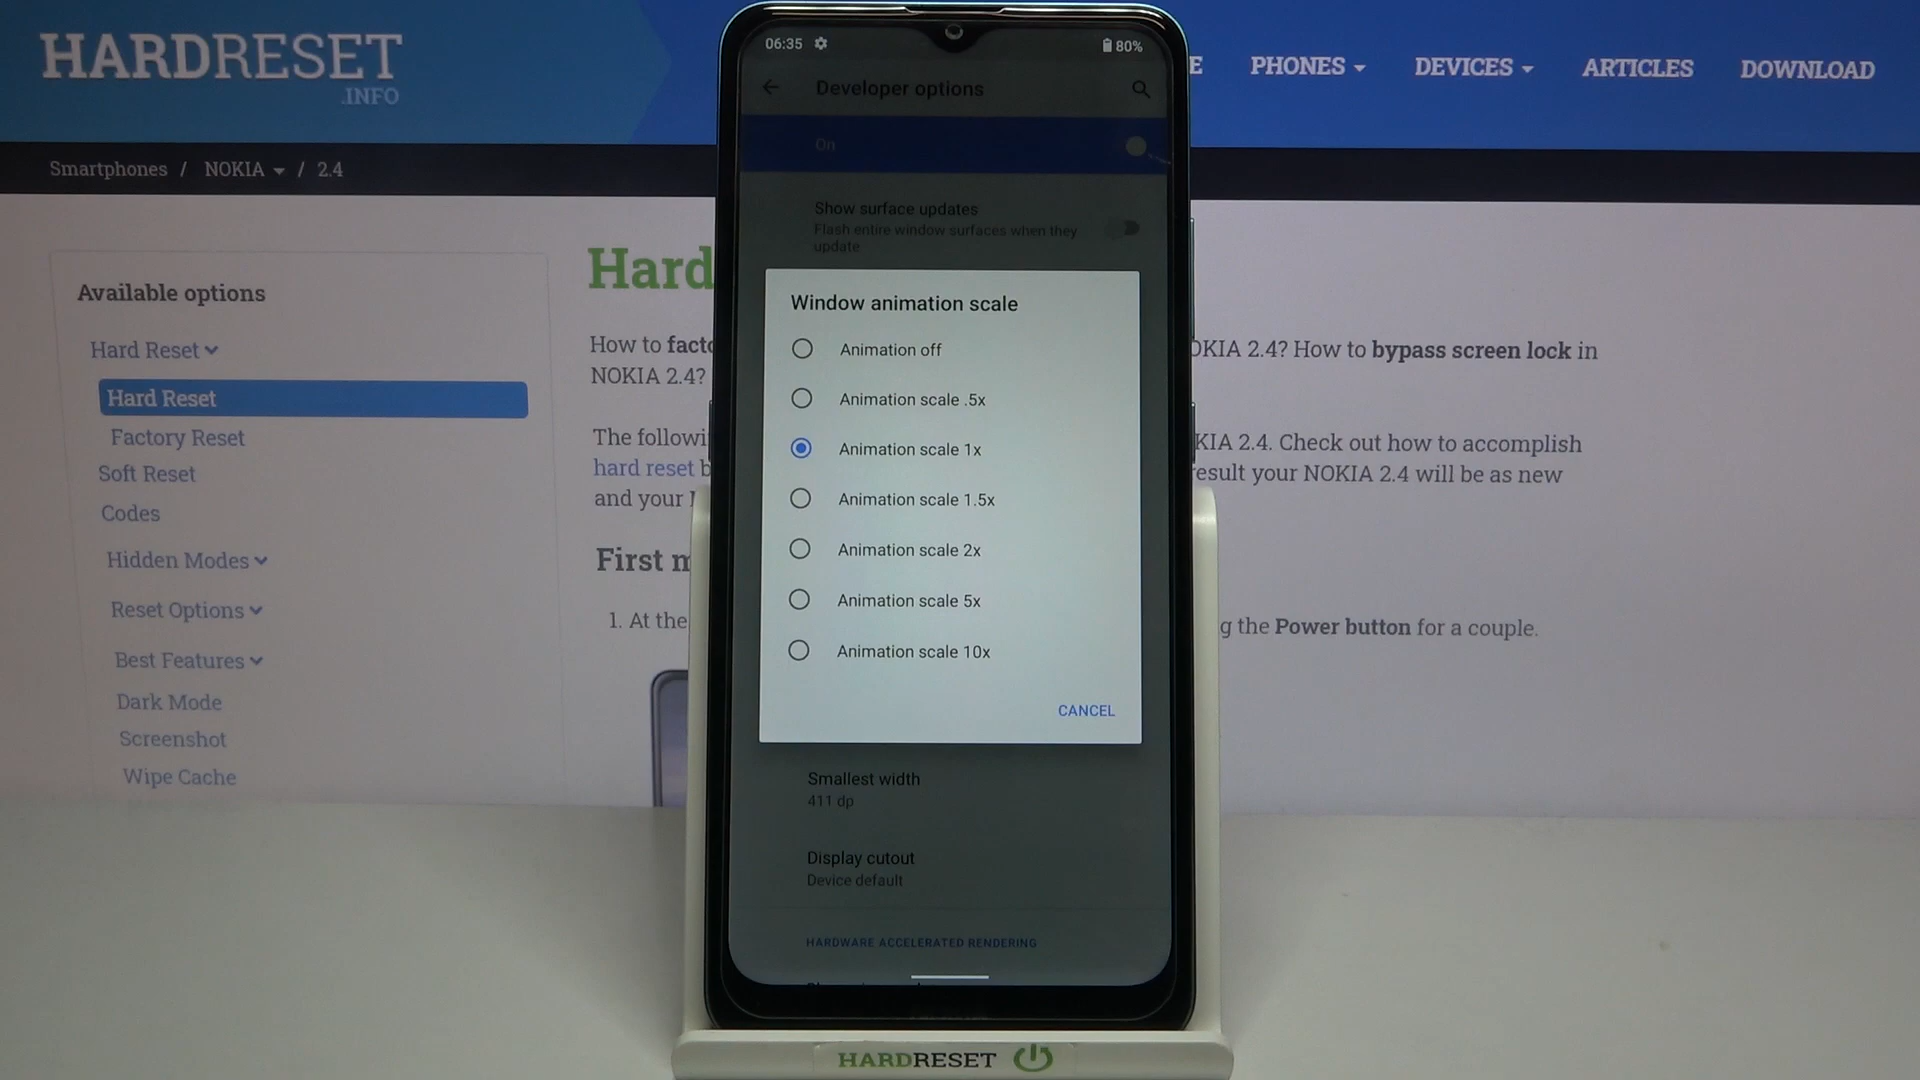 HARDRESET
.INFO
E PHONES DEVICES ARTICLES DOWNLOAD
Smartphones / NOKIA / 2.4
Available options
Hard Reset
Hard Reset
Factory Reset
Soft Reset
Codes
Hidden Modes
Reset Options
Best Features
Dark Mode
Screenshot
Wipe Cache
Hard
How to facto
NOKIA 2.4?
OKIA 2.4? How to bypass screen lock in
The followi
KIA 2.4. Check out how to accomplish
hard reset b
esult your NOKIA 2.4 will be as new
and your
First m
1. At the
g the Power button for a couple.
06:35
80%
Developer options
On
Show surface updates
Flash entire window surfaces when they
update
Window animation scale
Animation off
Animation scale .5x
Animation scale 1x
Animation scale 1.5x
Animation scale 2x
Animation scale 5x
Animation scale 10x
CANCEL
Smallest width
411 dp
Display cutout
Device default
HARDWARE ACCELERATED RENDERING
HARDRESET